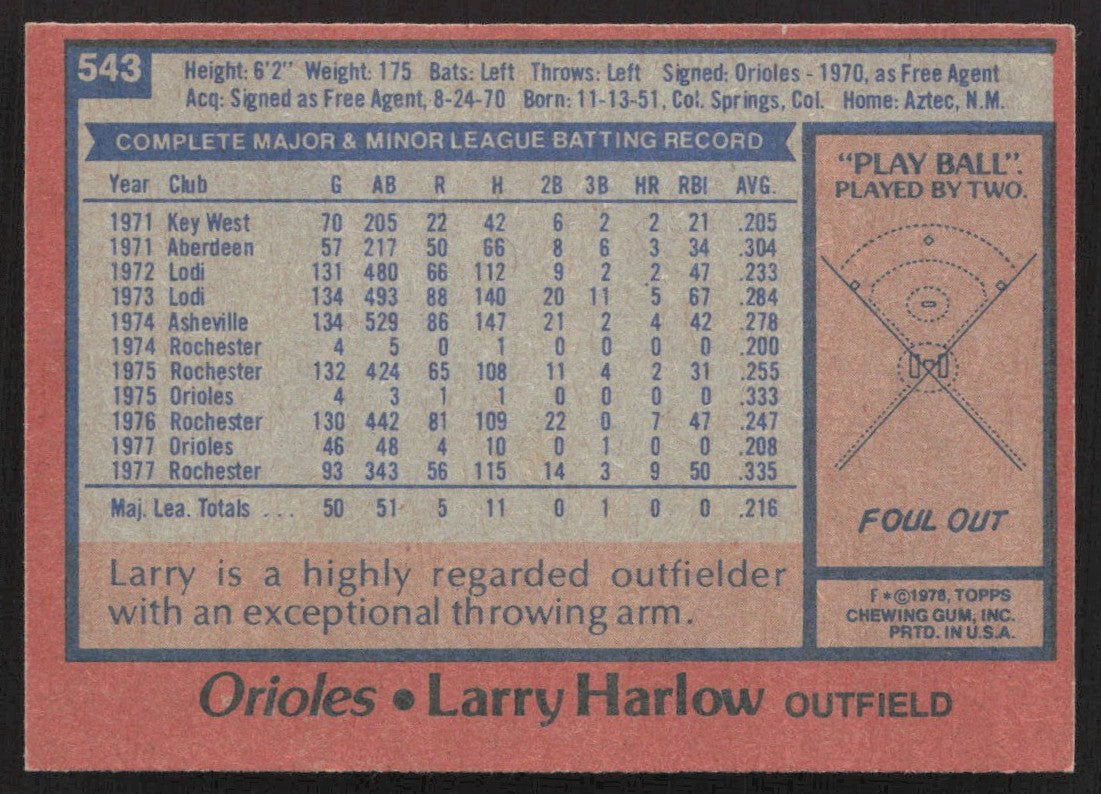 543
Height: 6'2" Weight: 175 Bats: Left Throws: Left Signed: Orioles - 1970, as Free Agent
Acq: Signed as Free Agent, 8-24-70 Born: 11-13-51, Col. Springs, Col. Home: Aztec, N.M.
COMPLETE MAJOR & MINOR LEAGUE BATTING RECORD
Year Club G AB R H 2B 3B HR RBI AVG.
1971 Key West 70 205 22 42 6 2 2 21 .205
1971 Aberdeen 57 217 50 66 8 6 3 34 .304
1972 Lodi 131 480 66 112 9 2 2 47 .233
1973 Lodi 134 493 88 140 20 11 5 67 .284
1974 Asheville 134 529 86 147 21 2 4 42 .278
1974 Rochester 4 5 0 1 0 0 0 0 .200
1975 Rochester 132 424 65 108 11 4 2 31 .255
1975 Orioles 4 3 1 1 0 0 0 0 .333
1976 Rochester 130 442 81 109 22 0 7 47 .247
1977 Orioles 46 48 4 10 0 1 0 0 .208
1977 Rochester 93 343 56 115 14 3 9 50 .335
Maj. Lea. Totals ... 50 51 5 11 0 1 0 0 .216
Larry is a highly regarded outfielder
with an exceptional throwing arm.
"PLAY BALL".
PLAYED BY TWO.
FOUL OUT
F*©1978, TOPPS
CHEWING GUM, INC.
PRTD. IN U.S.A.
Orioles • Larry Harlow OUTFIELD